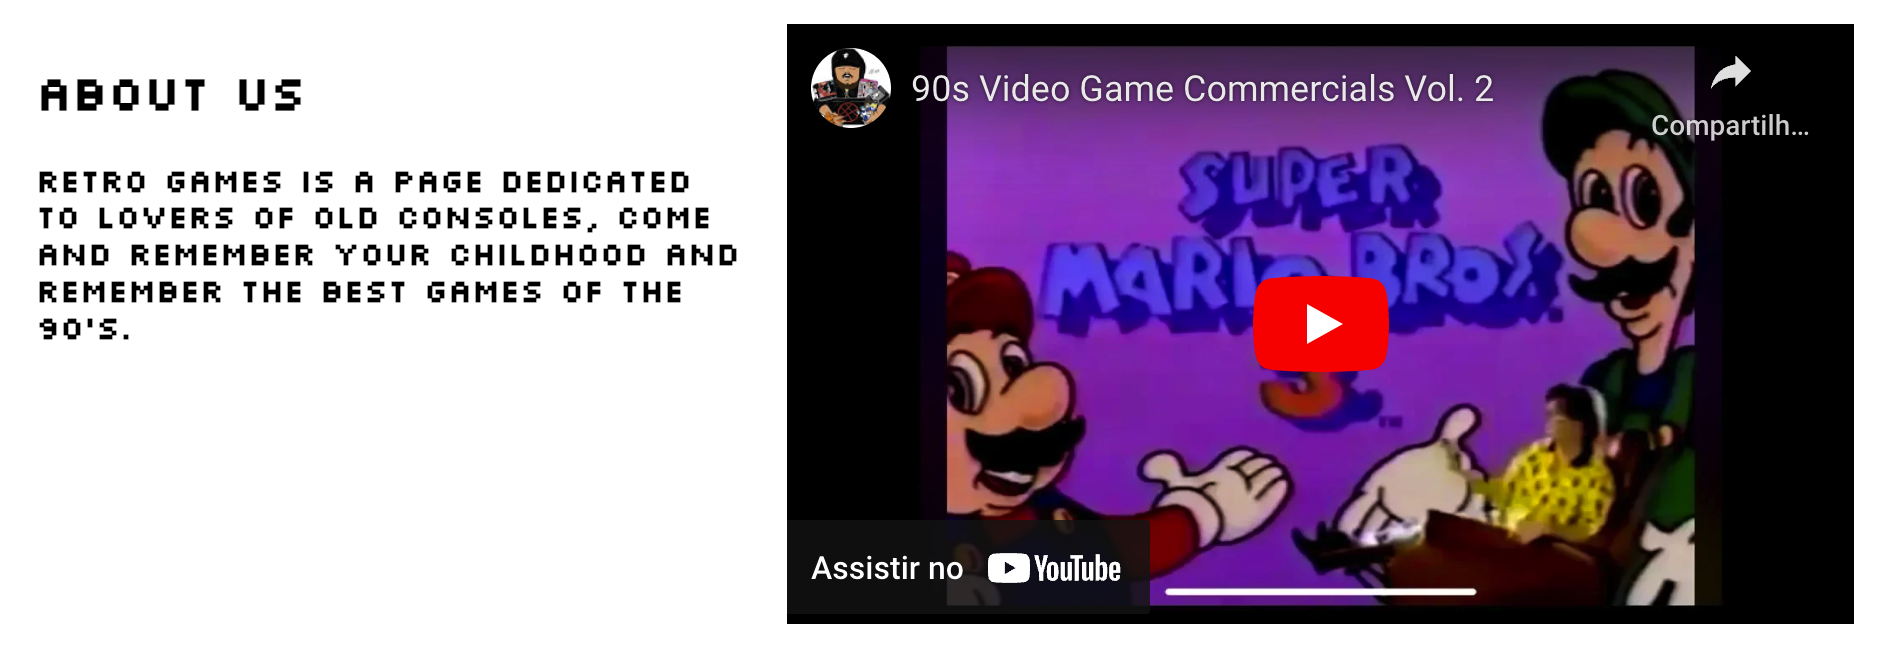 ABOUT US
RETRO GAMES IS A PAGE DEDICATED
TO LOVERS OF OLD CONSOLES, COME
AND REMEMBER YOUR CHILDHOOD AND
REMEMBER THE BEST GAMES OF THE
90'S.
90s Video Game Commercials Vol. 2
Compartilh...
SUPER
MARIO BROS.
3 TM
Assistir no YouTube